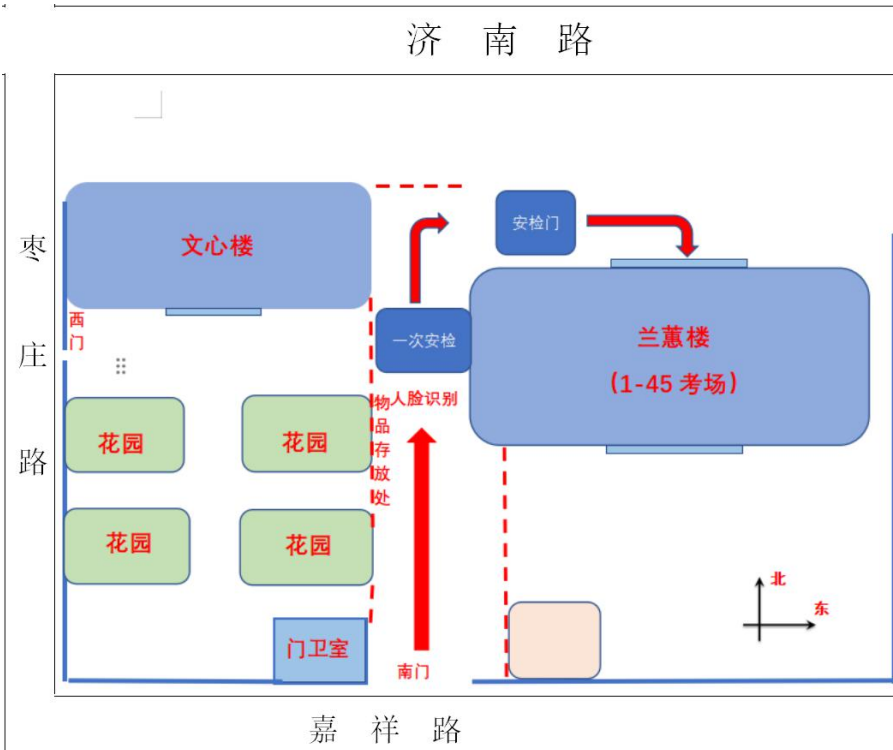 济南路
枣庄路
文心楼
安检门
西门
一次安检
兰蕙楼
(1-45 考场)
人脸识别
物品存放处
花园
花园
花园
花园
北
东
门卫室
南门
嘉祥路